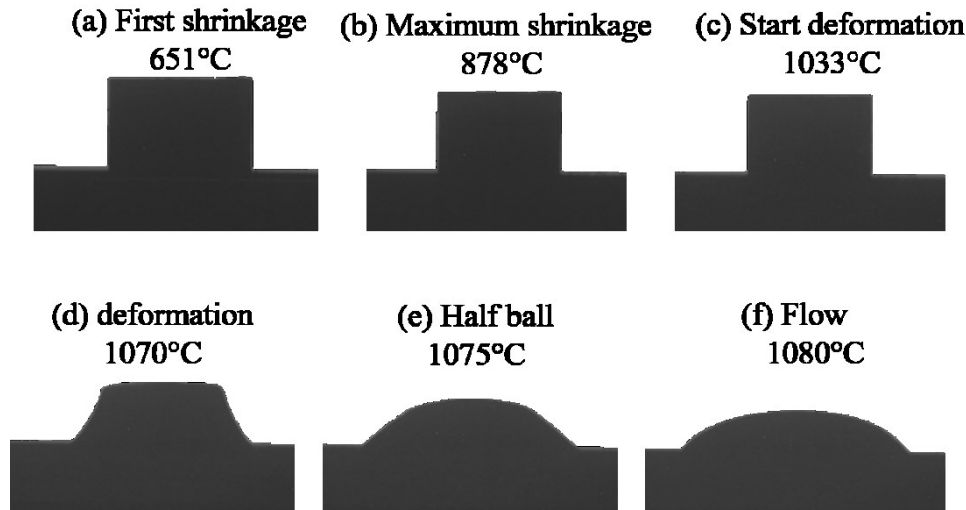 (a) First shrinkage
651°C
(b) Maximum shrinkage
878°C
(c) Start deformation
1033°C
(d) deformation
1070°C
(e) Half ball
1075°C
(f) Flow
1080°C